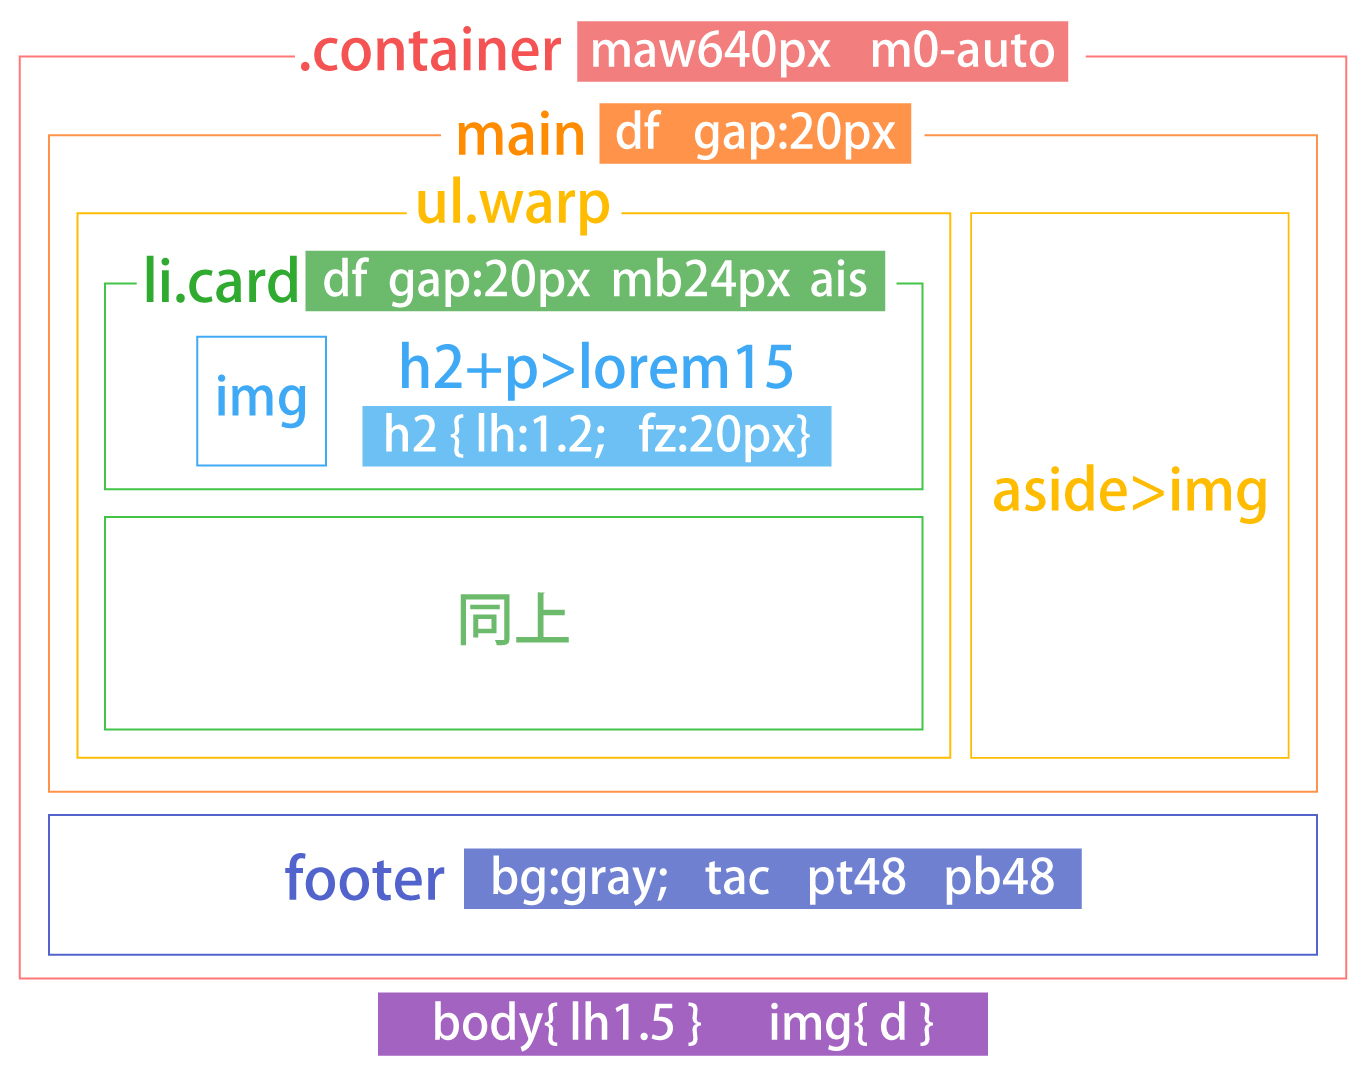 .container maw640px m0-auto
main df gap:20px
ul.warp
li.card df gap:20px mb24px ais
img
h2+p>lorem15
h2 { lh:1.2; fz:20px}
aside>img
同上
footer bg:gray; tac pt48 pb48
body{ lh1.5 } img{ d }